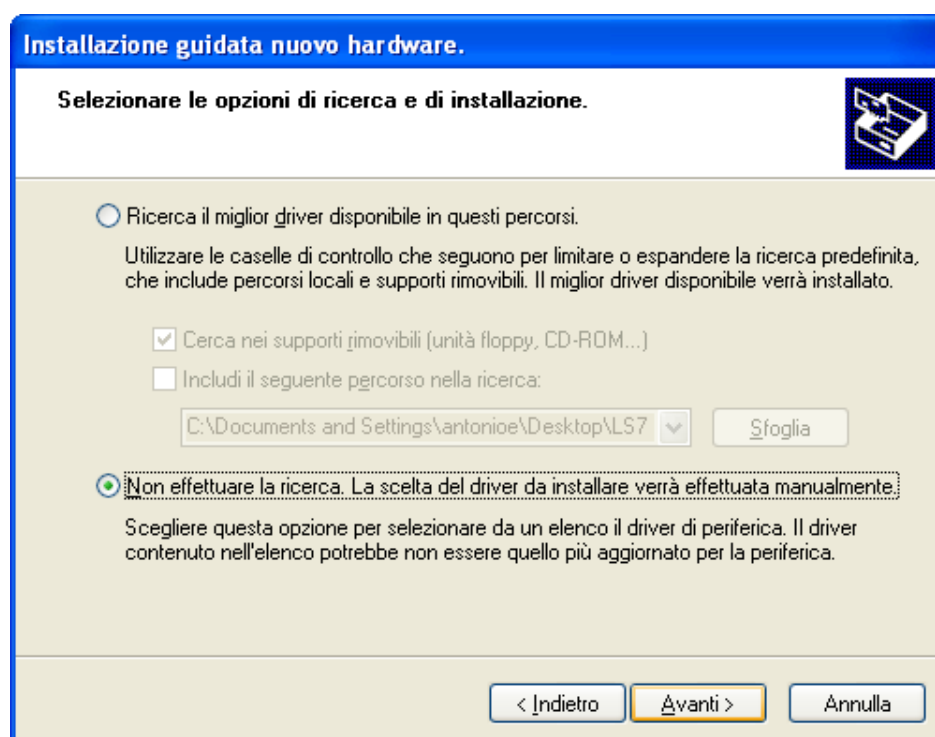 Installazione guidata nuovo hardware.
Selezionare le opzioni di ricerca e di installazione.
Ricerca il miglior driver disponibile in questi percorsi.
Utilizzare le caselle di controllo che seguono per limitare o espandere la ricerca predefinita,
che include percorsi locali e supporti rimovibili. Il miglior driver disponibile verrà installato.
Cerca nei supporti rimovibili (unità floppy, CD-ROM...)
Includi il seguente percorso nella ricerca:
C:\Documents and Settings\antonioe\Desktop\LS7
Sfoglia
Non effettuare la ricerca. La scelta del driver da installare verrà effettuata manualmente.
Scegliere questa opzione per selezionare da un elenco il driver di periferica. Il driver
contenuto nell'elenco potrebbe non essere quello più aggiornato per la periferica.
< Indietro
Avanti >
Annulla